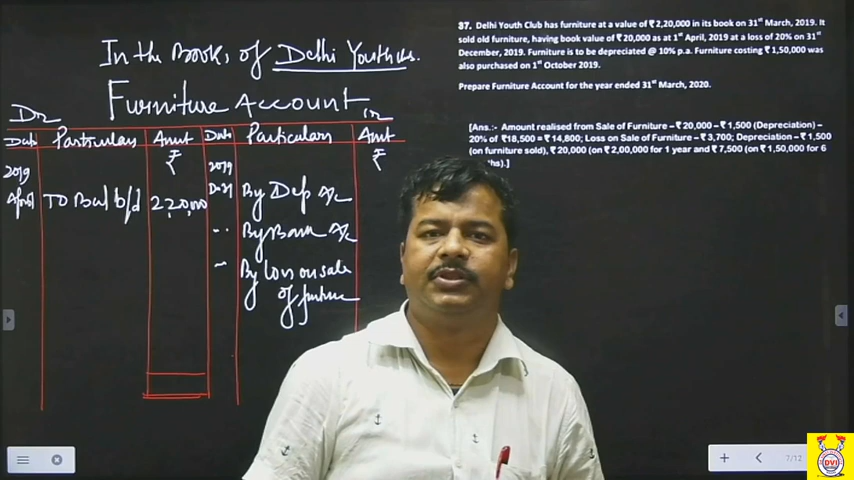 In the Books of Delhi Youth Club.
Furniture Account
Dr Cr
Date Particulars Amt Date Particulars Amt
₹ 2019 ₹
2019
April To Bal b/d 2,20,000 Dec 31 By Dep A/c
" By Bank A/c
" By Loss on sale
of furniture
37. Delhi Youth Club has furniture at a value of ₹ 2,20,000 in its book on 31st March, 2019. It
sold old furniture, having book value of ₹ 20,000 as at 1st April, 2019 at a loss of 20% on 31st
December, 2019. Furniture is to be depreciated @ 10% p.a. Furniture costing ₹ 1,50,000 was
also purchased on 1st October 2019.
Prepare Furniture Account for the year ended 31st March, 2020.
[Ans.:- Amount realised from Sale of Furniture – ₹ 20,000 – ₹ 1,500 (Depreciation) –
20% of ₹18,500 = ₹ 14,800; Loss on Sale of Furniture – ₹ 3,700; Depreciation – ₹ 1,500
(on furniture sold), ₹ 20,000 (on ₹ 2,00,000 for 1 year and ₹ 7,500 (on ₹ 1,50,000 for 6
hs).]
7/12
DVI